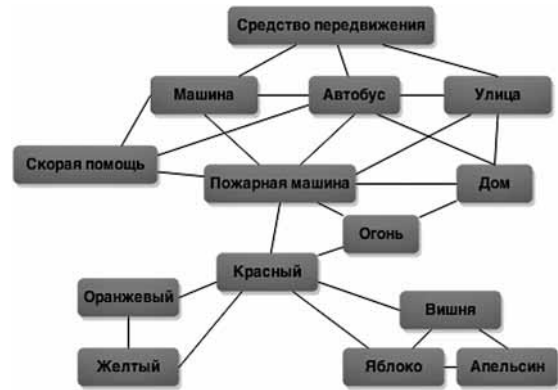 Средство передвижения
Машина
Автобус
Улица
Скорая помощь
Пожарная машина
Дом
Огонь
Красный
Оранжевый
Вишня
Желтый
Яблоко
Апельсин